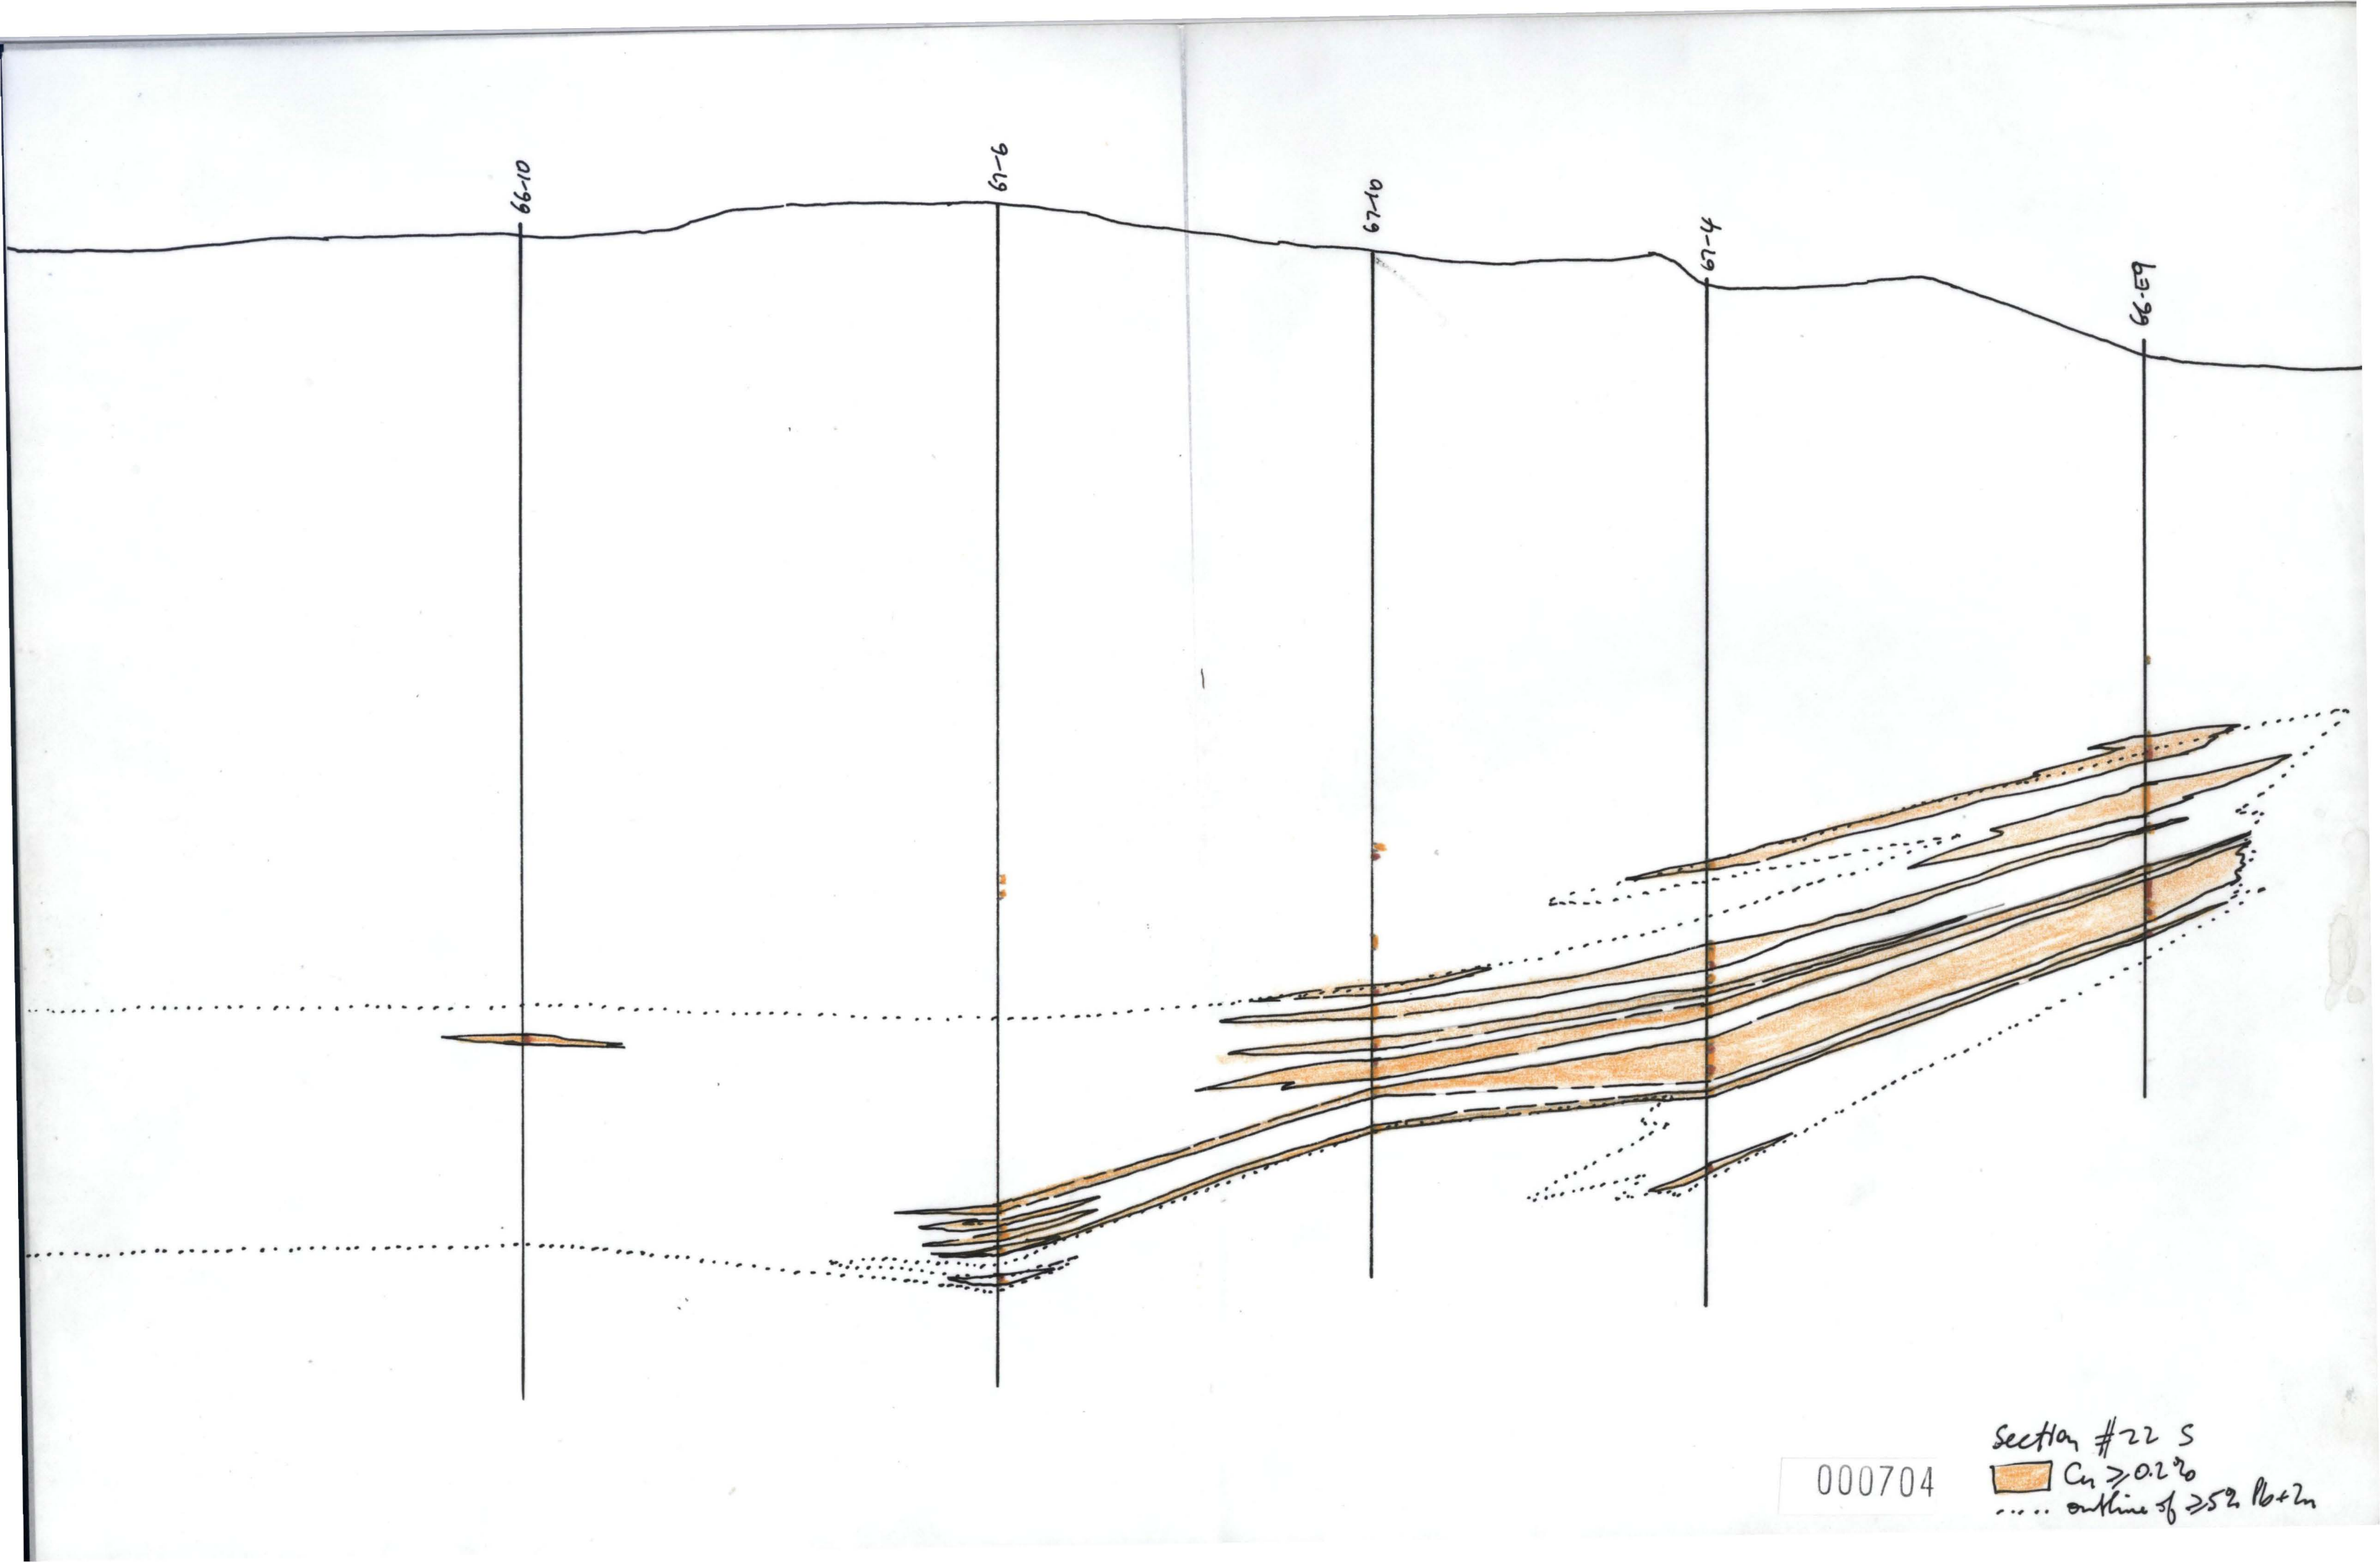 66-10
67-6
67-10
67-4
66-E9
Section #22 S
Cu ≥ 0.2%
000704
..... outline of ≥5% Pb+Zn